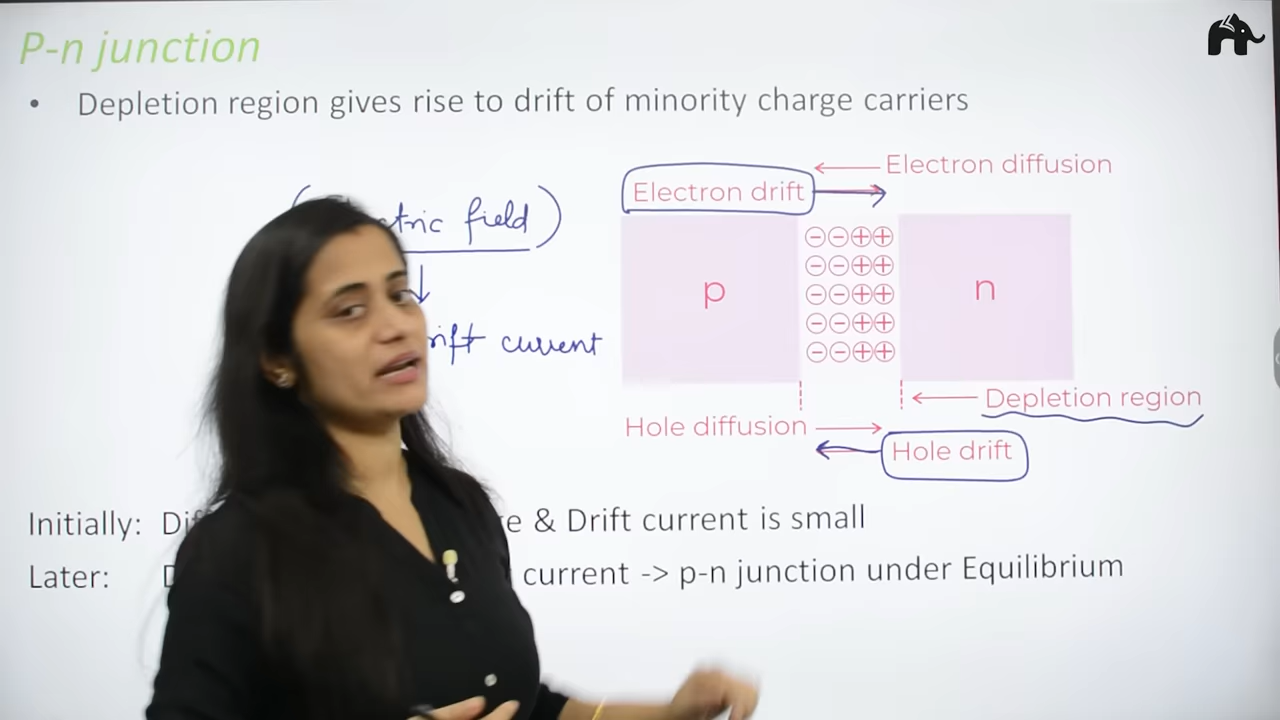 P-n junction
• Depletion region gives rise to drift of minority charge carriers
Electron diffusion
Electron drift
field)
current
p
n
Depletion region
Hole diffusion
Hole drift
Initially: & Drift current is small
Later: current -> p-n junction under Equilibrium